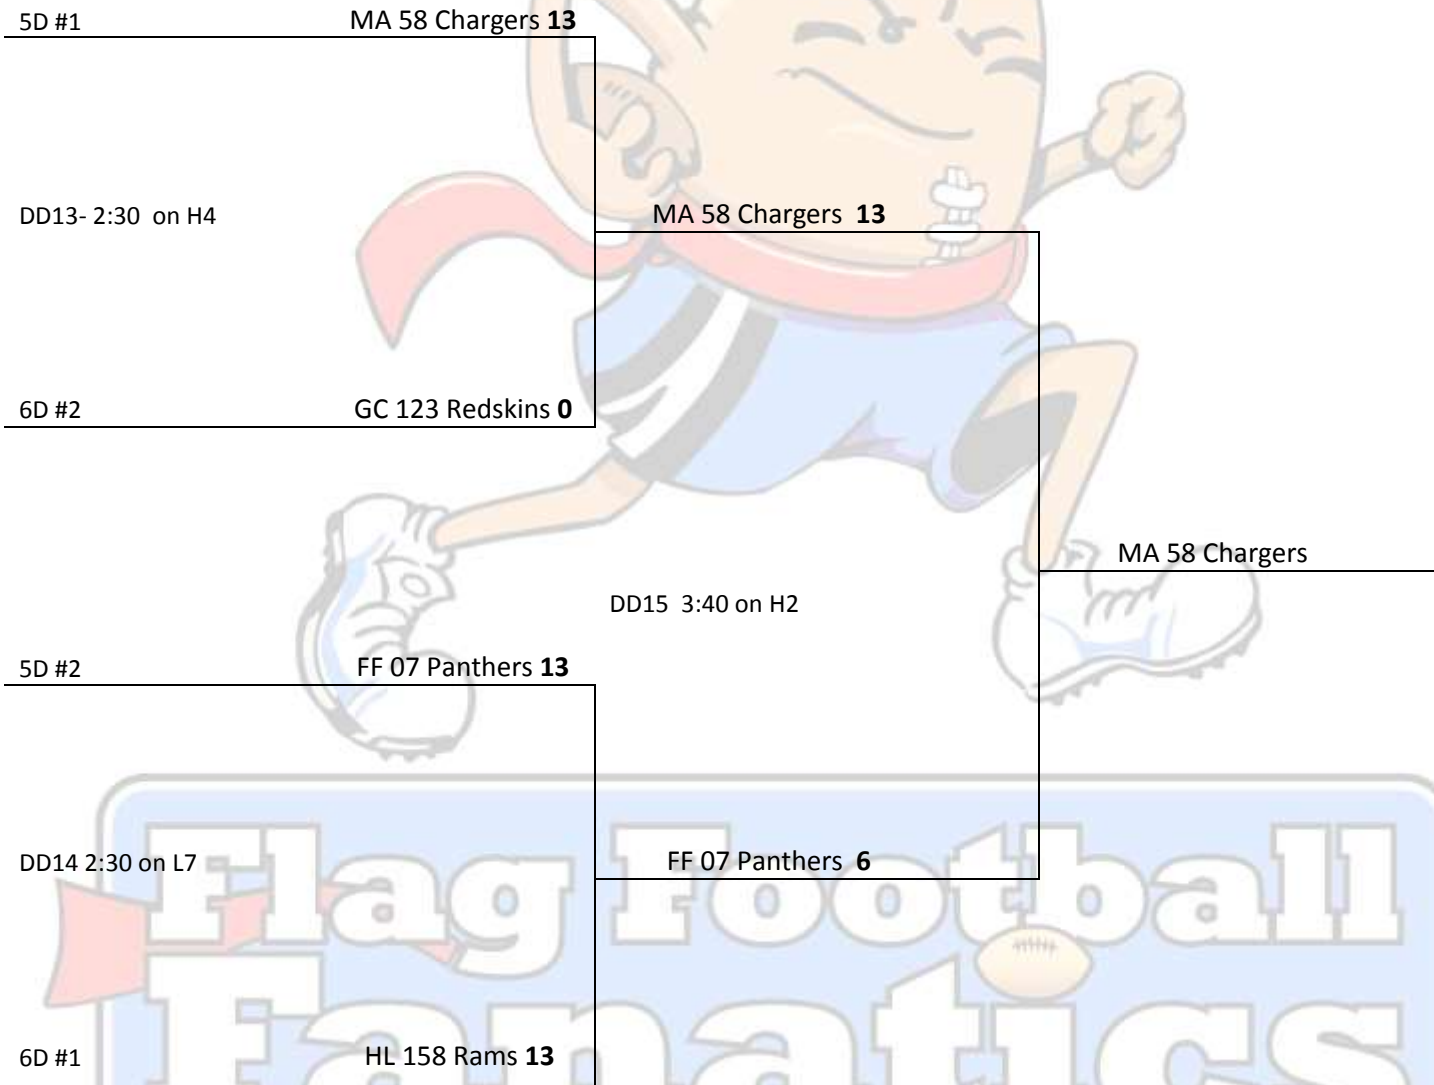 5D #1 MA 58 Chargers 13
DD13- 2:30 on H4
MA 58 Chargers 13
6D #2 GC 123 Redskins 0
MA 58 Chargers
DD15 3:40 on H2
5D #2 FF 07 Panthers 13
DD14 2:30 on L7
FF 07 Panthers 6
Flag Football
Fanatics
6D #1 HL 158 Rams 13